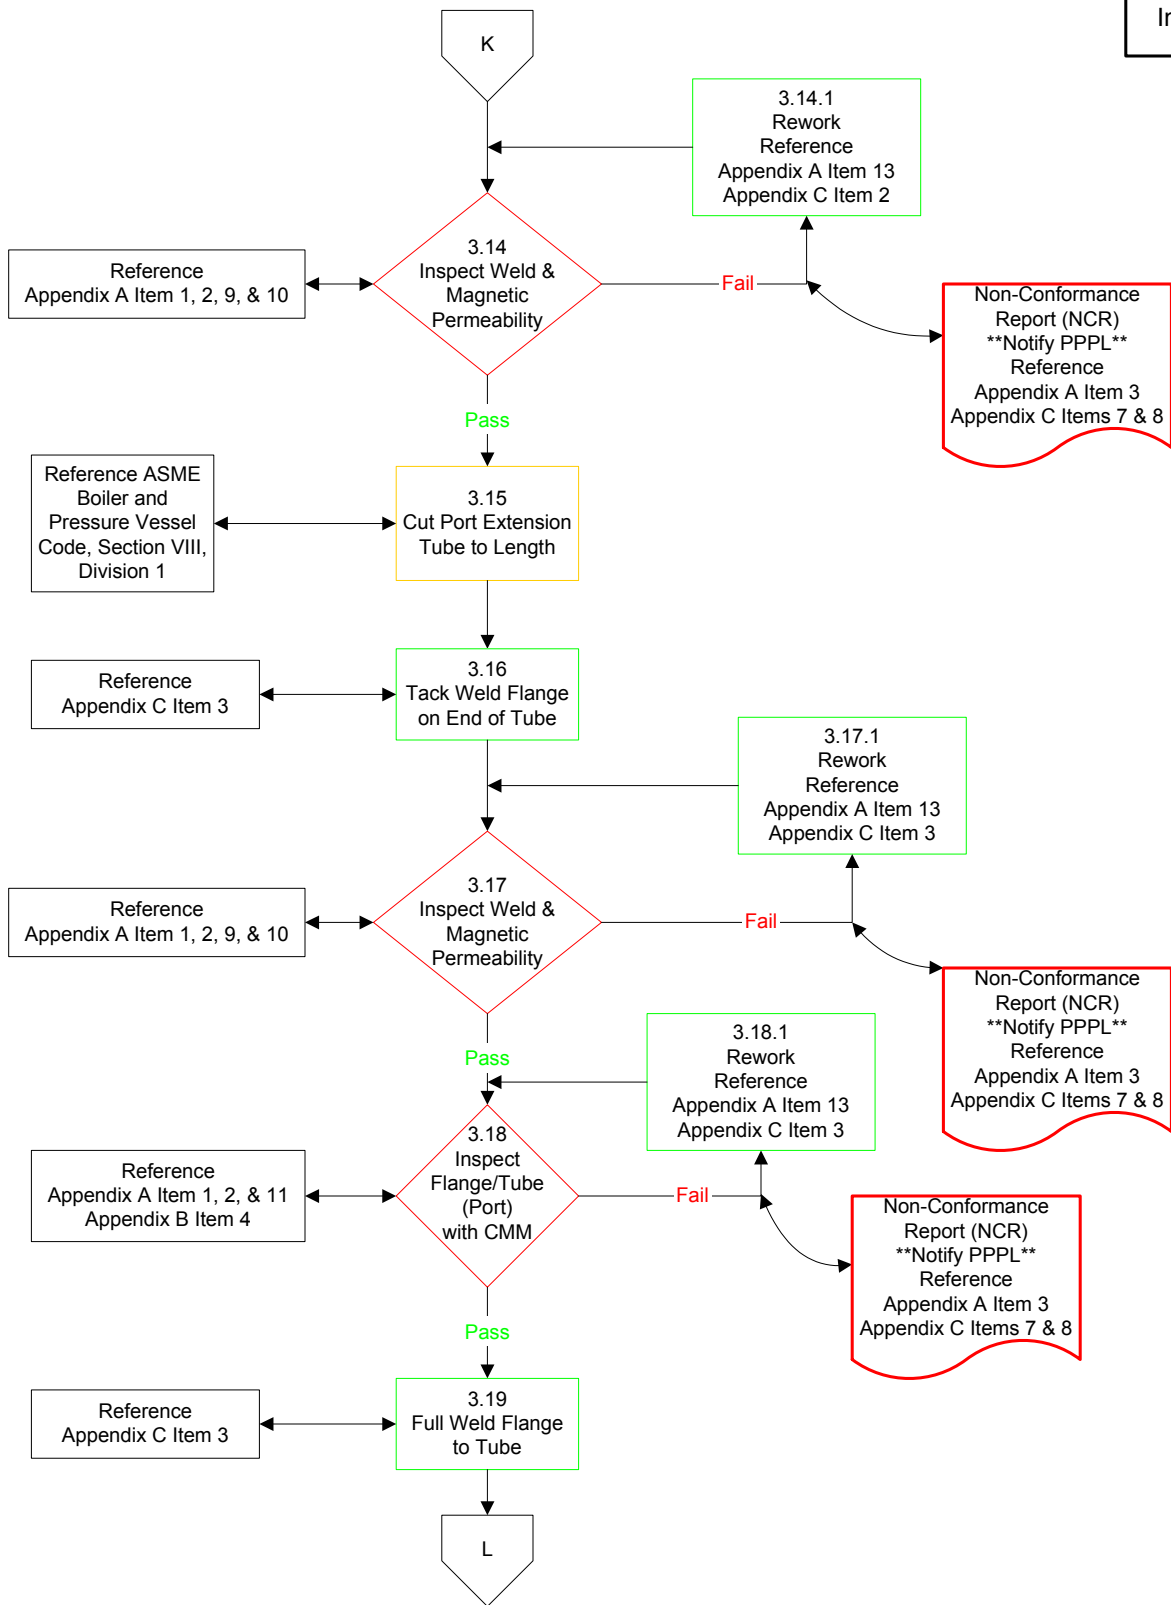 K
3.14.1
Rework
Reference
Appendix A Item 13
Appendix C Item 2
3.14
Inspect Weld &
Magnetic
Permeability
Reference
Appendix A Item 1, 2, 9, & 10
Fail
Non-Conformance
Report (NCR)
**Notify PPPL**
Reference
Appendix A Item 3
Appendix C Items 7 & 8
Pass
Reference ASME
Boiler and
Pressure Vessel
Code, Section VIII,
Division 1
3.15
Cut Port Extension
Tube to Length
Reference
Appendix C Item 3
3.16
Tack Weld Flange
on End of Tube
3.17.1
Rework
Reference
Appendix A Item 13
Appendix C Item 3
3.17
Inspect Weld &
Magnetic
Permeability
Reference
Appendix A Item 1, 2, 9, & 10
Fail
Non-Conformance
Report (NCR)
**Notify PPPL**
Reference
Appendix A Item 3
Appendix C Items 7 & 8
Pass
3.18.1
Rework
Reference
Appendix A Item 13
Appendix C Item 3
3.18
Inspect
Flange/Tube
(Port)
with CMM
Reference
Appendix A Item 1, 2, & 11
Appendix B Item 4
Fail
Non-Conformance
Report (NCR)
**Notify PPPL**
Reference
Appendix A Item 3
Appendix C Items 7 & 8
Pass
Reference
Appendix C Item 3
3.19
Full Weld Flange
to Tube
L